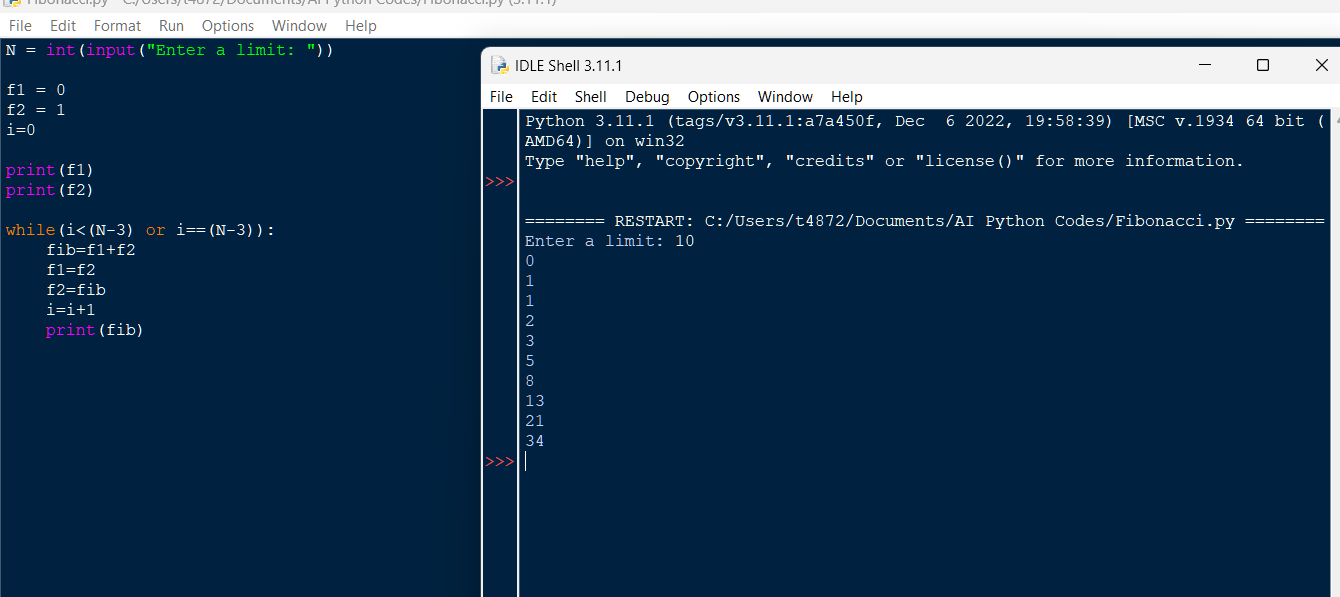 Fibonacci.py - C:/Users/t4872/Documents/AI Python Codes/Fibonacci.py (3.11.1)
File Edit Format Run Options Window Help
N = int(input("Enter a limit: "))
f1 = 0
f2 = 1
i=0
print(f1)
print(f2)
while(i<(N-3) or i==(N-3)):
    fib=f1+f2
    f1=f2
    f2=fib
    i=i+1
    print(fib)
IDLE Shell 3.11.1
File Edit Shell Debug Options Window Help
Python 3.11.1 (tags/v3.11.1:a7a450f, Dec  6 2022, 19:58:39) [MSC v.1934 64 bit (
AMD64)] on win32
Type "help", "copyright", "credits" or "license()" for more information.
>>>
======== RESTART: C:/Users/t4872/Documents/AI Python Codes/Fibonacci.py ========
Enter a limit: 10
0
1
1
2
3
5
8
13
21
34
>>>